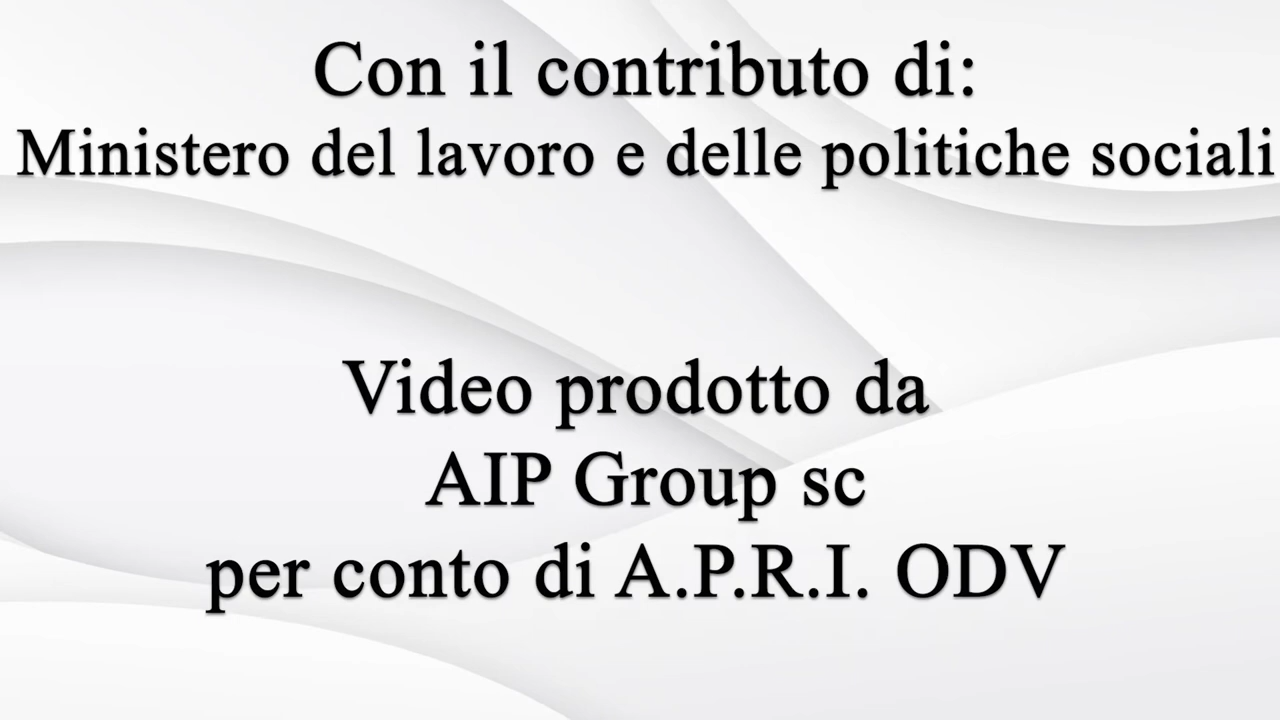 Con il contributo di:
Ministero del lavoro e delle politiche sociali
Video prodotto da
AIP Group sc
per conto di A.P.R.I. ODV